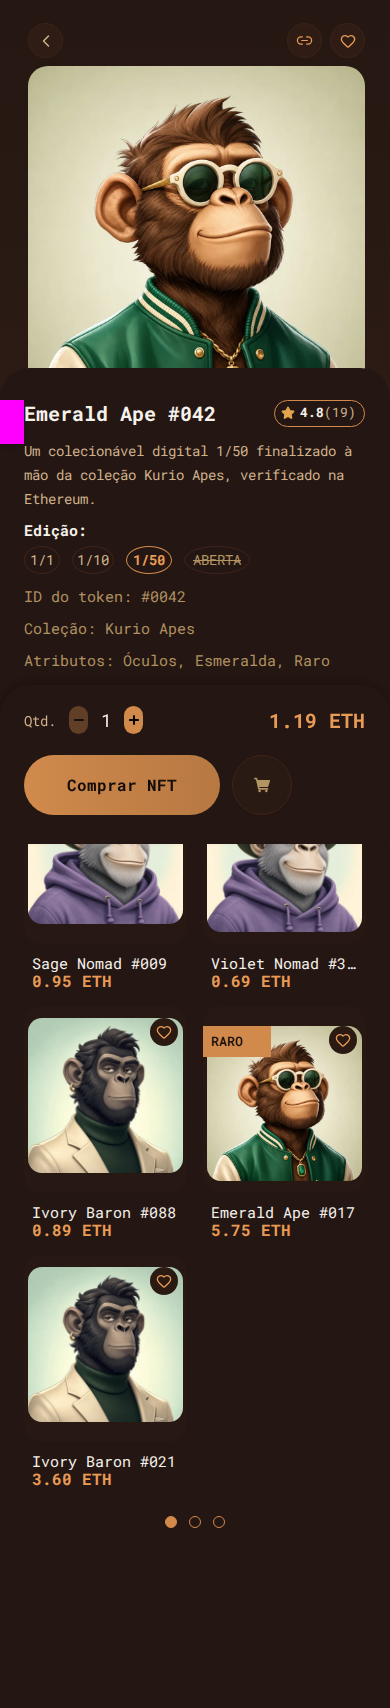 Emerald Ape #042
4.8(19)
Um colecionável digital 1/50 finalizado à
mão da coleção Kurio Apes, verificado na
Ethereum.
Edição:
1/1 1/10 1/50 ABERTA
ID do token: #0042
Coleção: Kurio Apes
Atributos: Óculos, Esmeralda, Raro
Qtd. − 1 + 1.19 ETH
Comprar NFT
Sage Nomad #009
0.95 ETH
Violet Nomad #3…
0.69 ETH
Ivory Baron #088
0.89 ETH
RARO
Emerald Ape #017
5.75 ETH
Ivory Baron #021
3.60 ETH